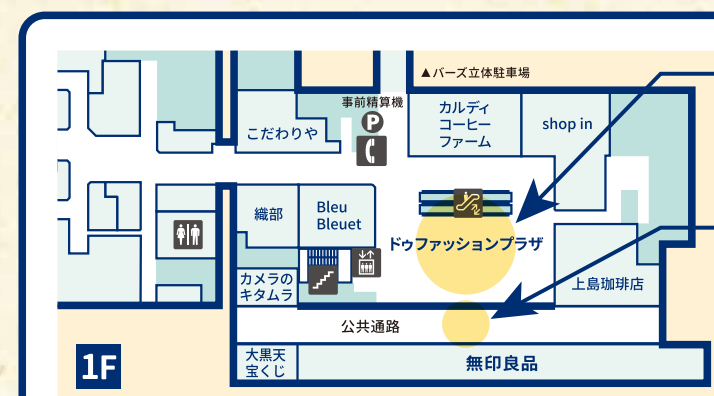 ▲バーズ立体駐車場
事前精算機
P
カルディ
コーヒー
ファーム
shop in
こだわりや
織部
Bleu
Bleuet
ドゥファッションプラザ
カメラの
キタムラ
上島珈琲店
公共通路
大黒天
宝くじ
無印良品
1F